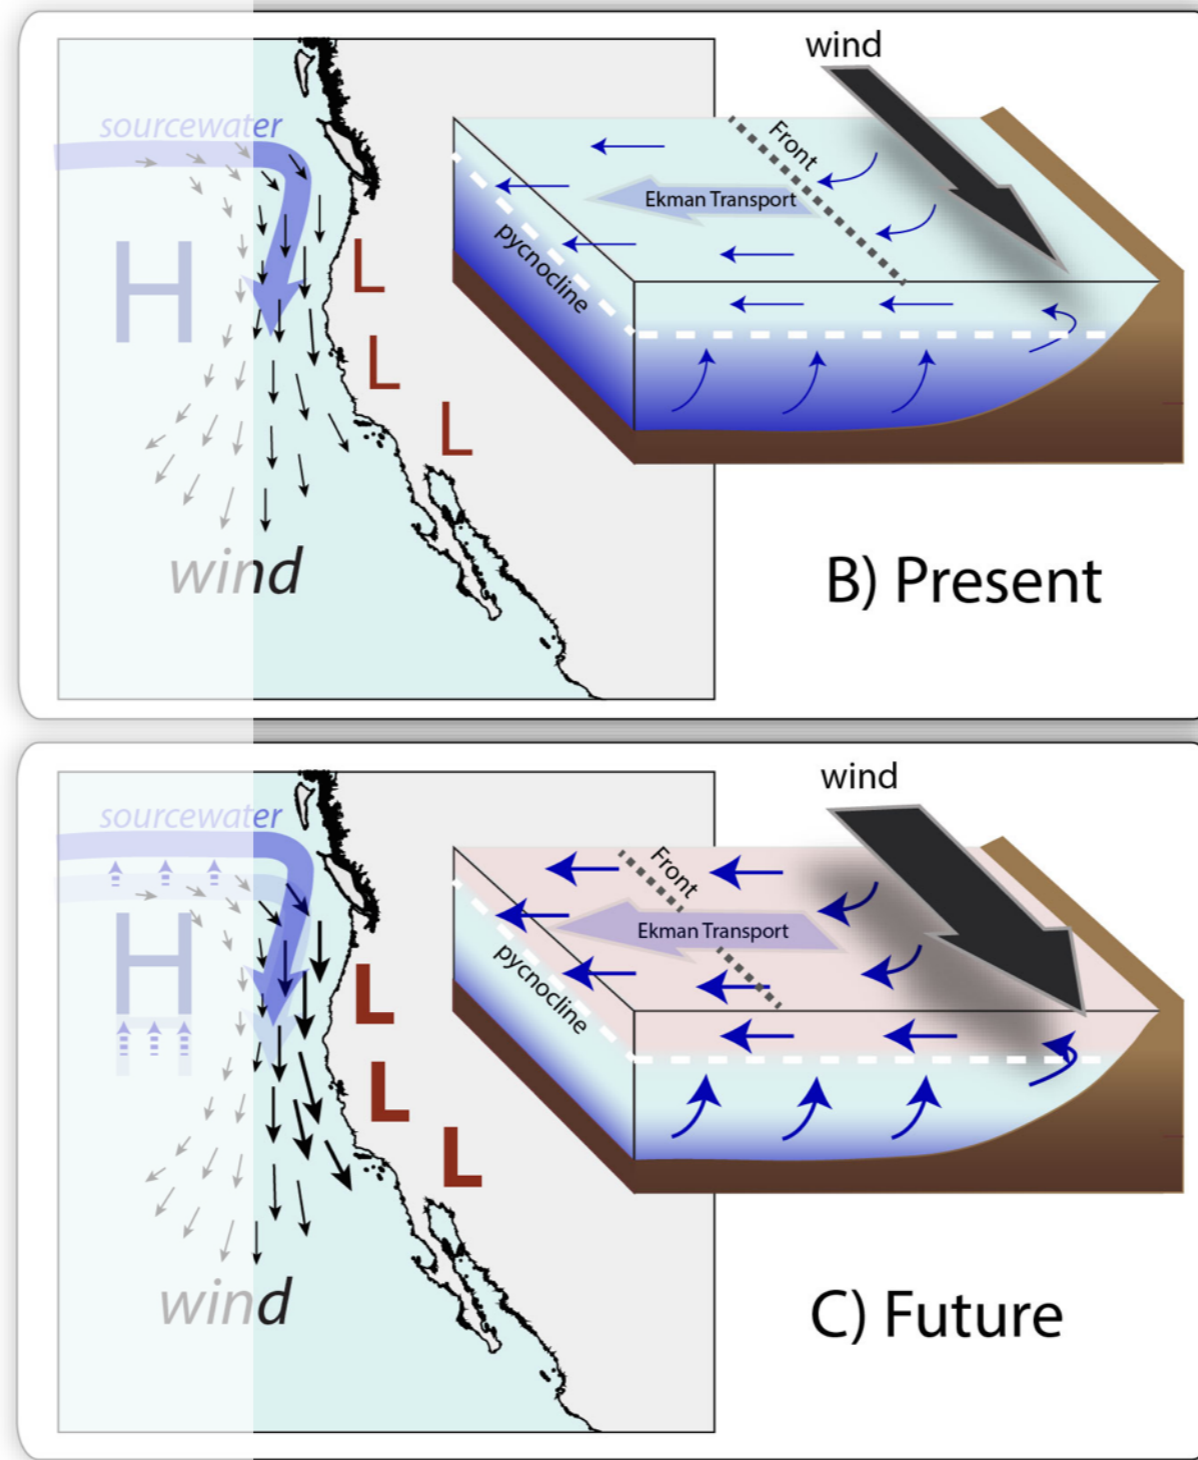 wind
sourcewater
Front
Ekman Transport
H
L
pycnocline
L
L
wind
B) Present
wind
sourcewater
Front
Ekman Transport
H
L
pycnocline
L
L
wind
C) Future